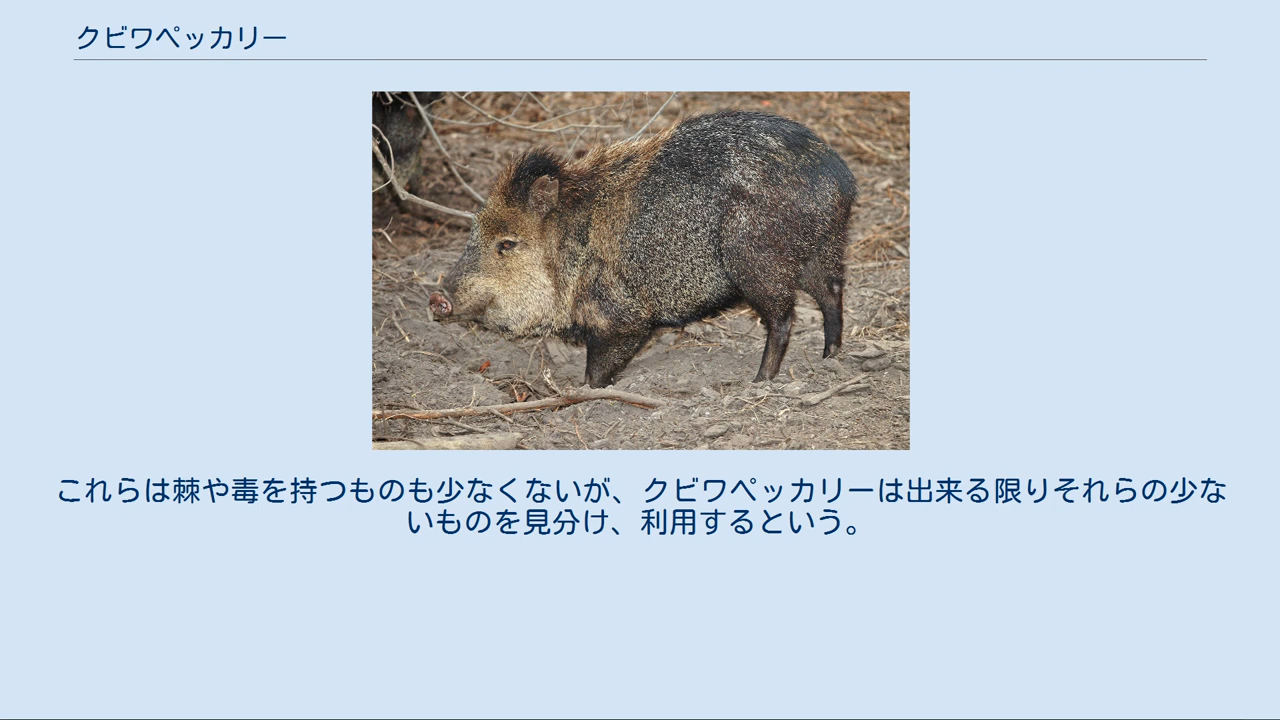 クビワペッカリー
これらは棘や毒を持つものも少なくないが、クビワペッカリーは出来る限りそれらの少な
いものを見分け、利用するという。